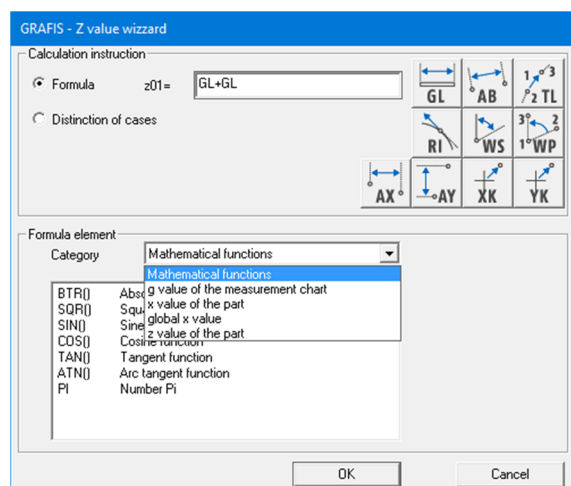 GRAFIS - Z value wizzard
Calculation instruction
Formula z01= GL+GL
Distinction of cases
GL AB 1 3 2 TL
RI WS 3 2 1 WP
AX AY XK YK
Formula element
Category Mathematical functions
Mathematical functions
g value of the measurement chart
x value of the part
global x value
z value of the part
BTR()
SQR()
SIN() Sine
COS() Cosine function
TAN() Tangent function
ATN() Arc tangent function
PI Number Pi
OK Cancel